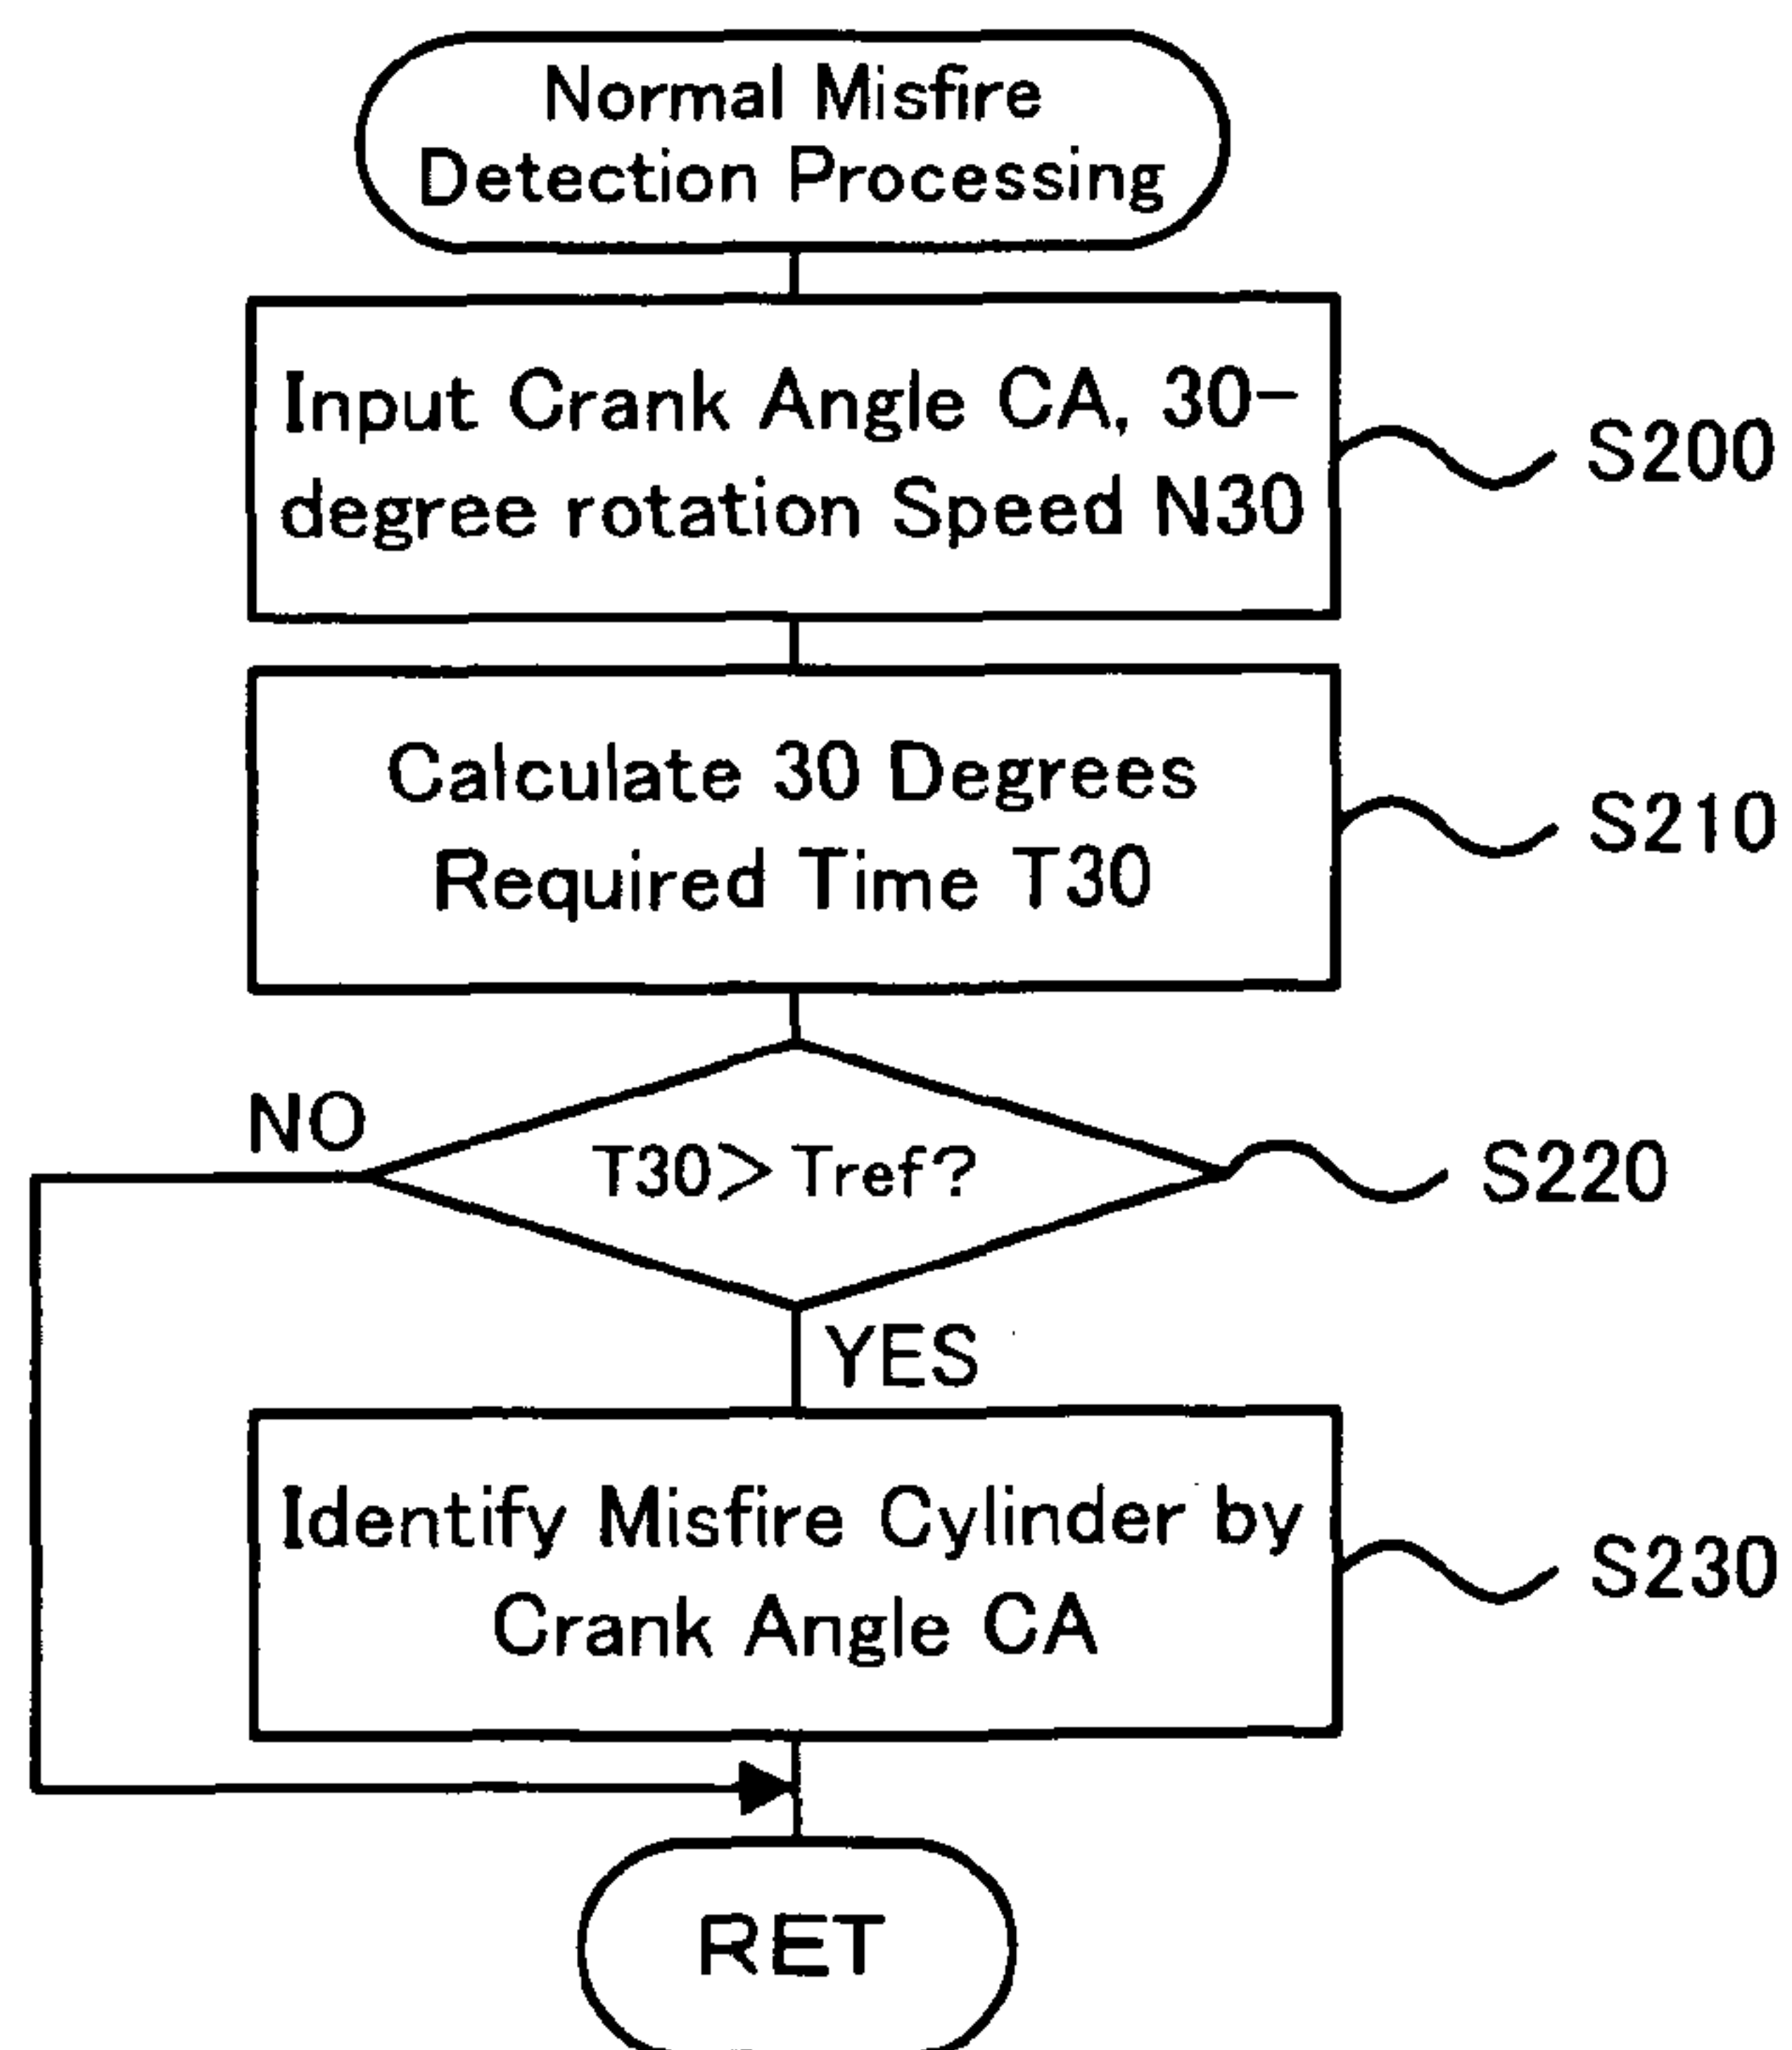 Normal Misfire
Detection Processing
Input Crank Angle CA, 30-
degree rotation Speed N30
S200
Calculate 30 Degrees
Required Time T30
S210
NO
T30> Tref?
S220
YES
Identify Misfire Cylinder by
Crank Angle CA
S230
RET